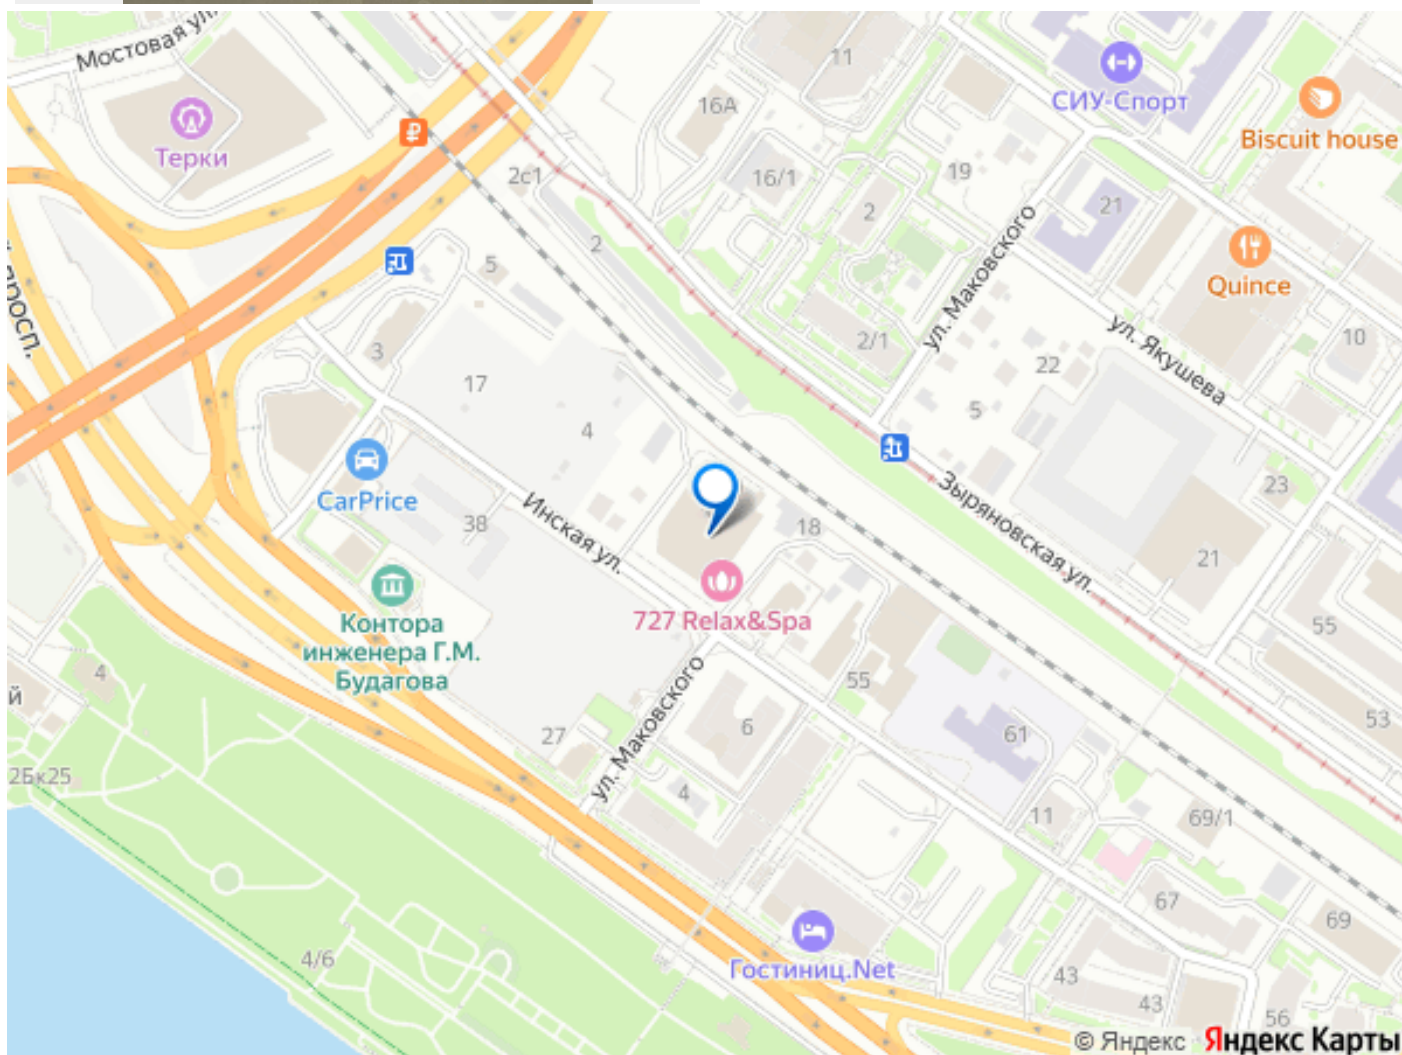 Мостовая ул.
11
СИУ-Спорт
Biscuit house
16А
Терки
2с1
16/1
19
2
21
ул. Маковского
Quince
5
2
просп.
3
2/1
ул. Якушева
10
22
17
5
4
CarPrice
Зыряновская ул.
23
38
Инская ул.
18
21
727 Relax&Spa
Контора
инженера Г.М.
Будагова
55
4
й
55
ул. Маковского
6
61
53
27
2Бк25
4
11
69/1
67
69
4/6
Гостиниц.Net
43
43
56
© Яндекс Яндекс Карты